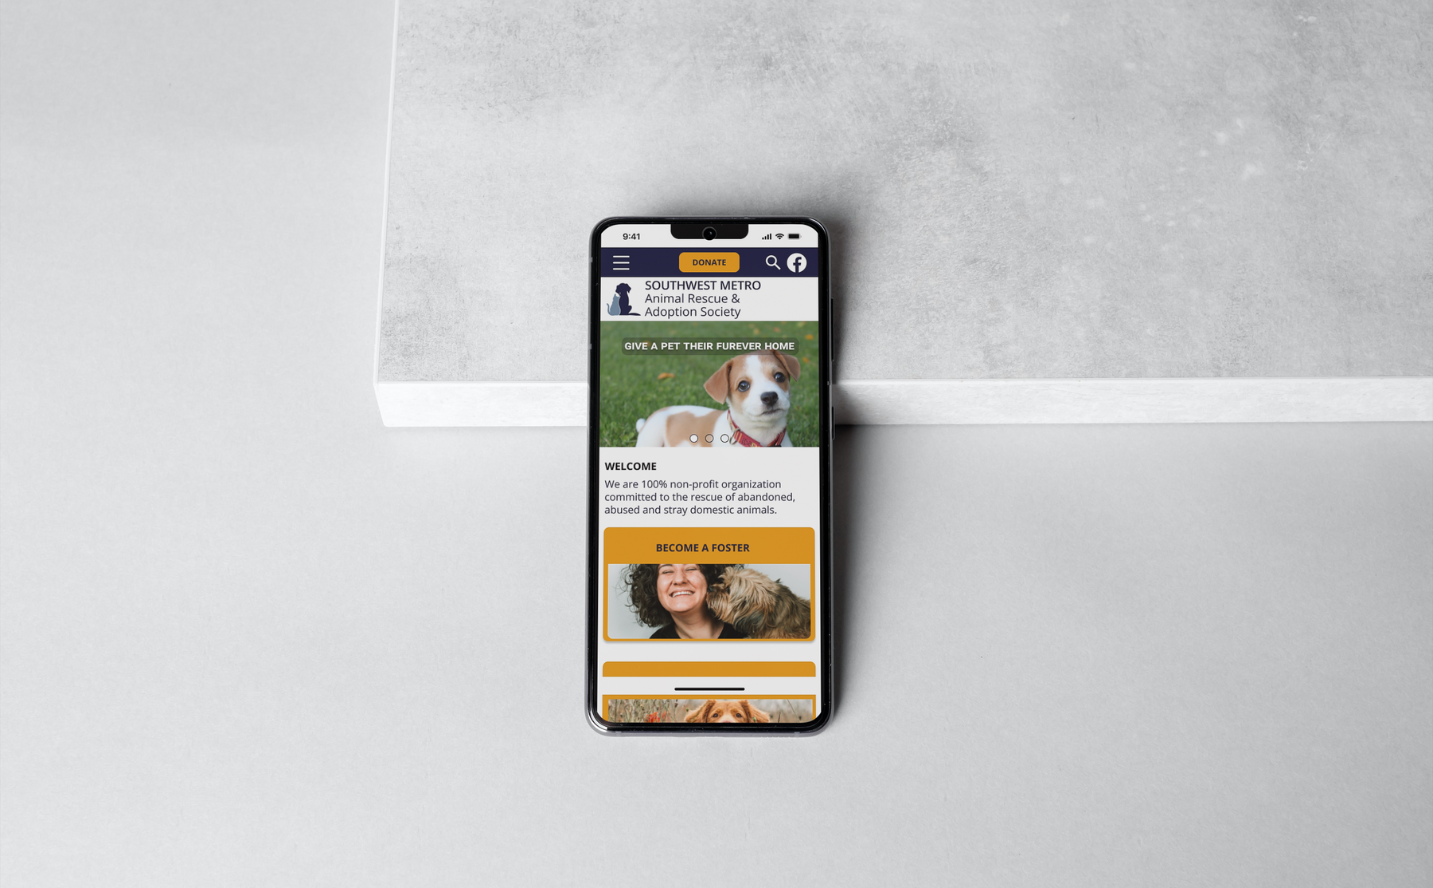 9:41
DONATE
SOUTHWEST METRO
Animal Rescue &
Adoption Society
GIVE A PET THEIR FUREVER HOME
WELCOME
We are 100% non-profit organization
committed to the rescue of abandoned,
abused and stray domestic animals.
BECOME A FOSTER